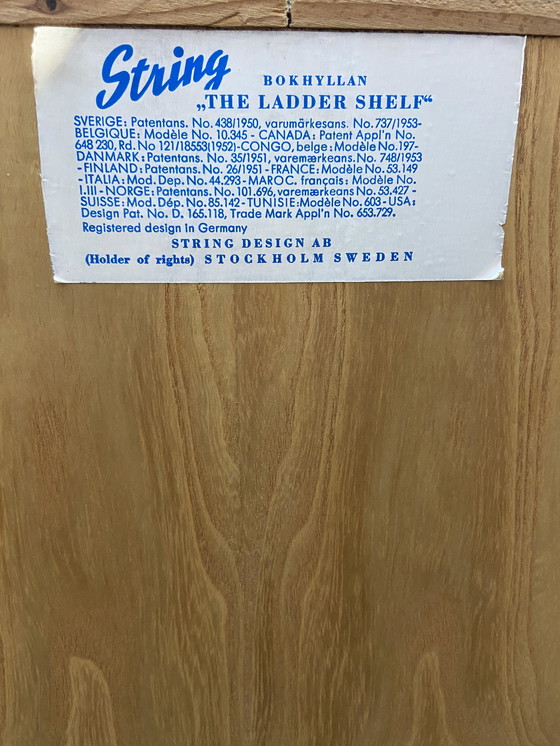 String
BOKHYLLAN
„THE LADDER SHELF“
SVERIGE: Patentans. No. 438/1950, varumärkesans. No. 737/1953-
BELGIQUE: Modèle No. 10.345 - CANADA: Patent Appl'n No.
648 230, Rd. No 121/18553(1952)-CONGO, belge: Modèle No. 197-
DANMARK: Patentans. No. 35/1951, varemærkeans. No. 748/1953
- FINLAND: Patentans. No. 26/1951 - FRANCE: Modèle No. 53.149
- ITALIA: Mod. Dep. No. 44.293 - MAROC. français: Modèle No.
1.111 - NORGE: Patentans. No. 101.696, varemærkeans No. 53.427 -
SUISSE: Mod. Dép. No. 85.142 - TUNISIE: Modèle No. 603 - USA:
Design Pat. No. D. 165.118, Trade Mark Appl'n No. 653.729.
Registered design in Germany
STRING DESIGN AB
(Holder of rights) STOCKHOLM SWEDEN